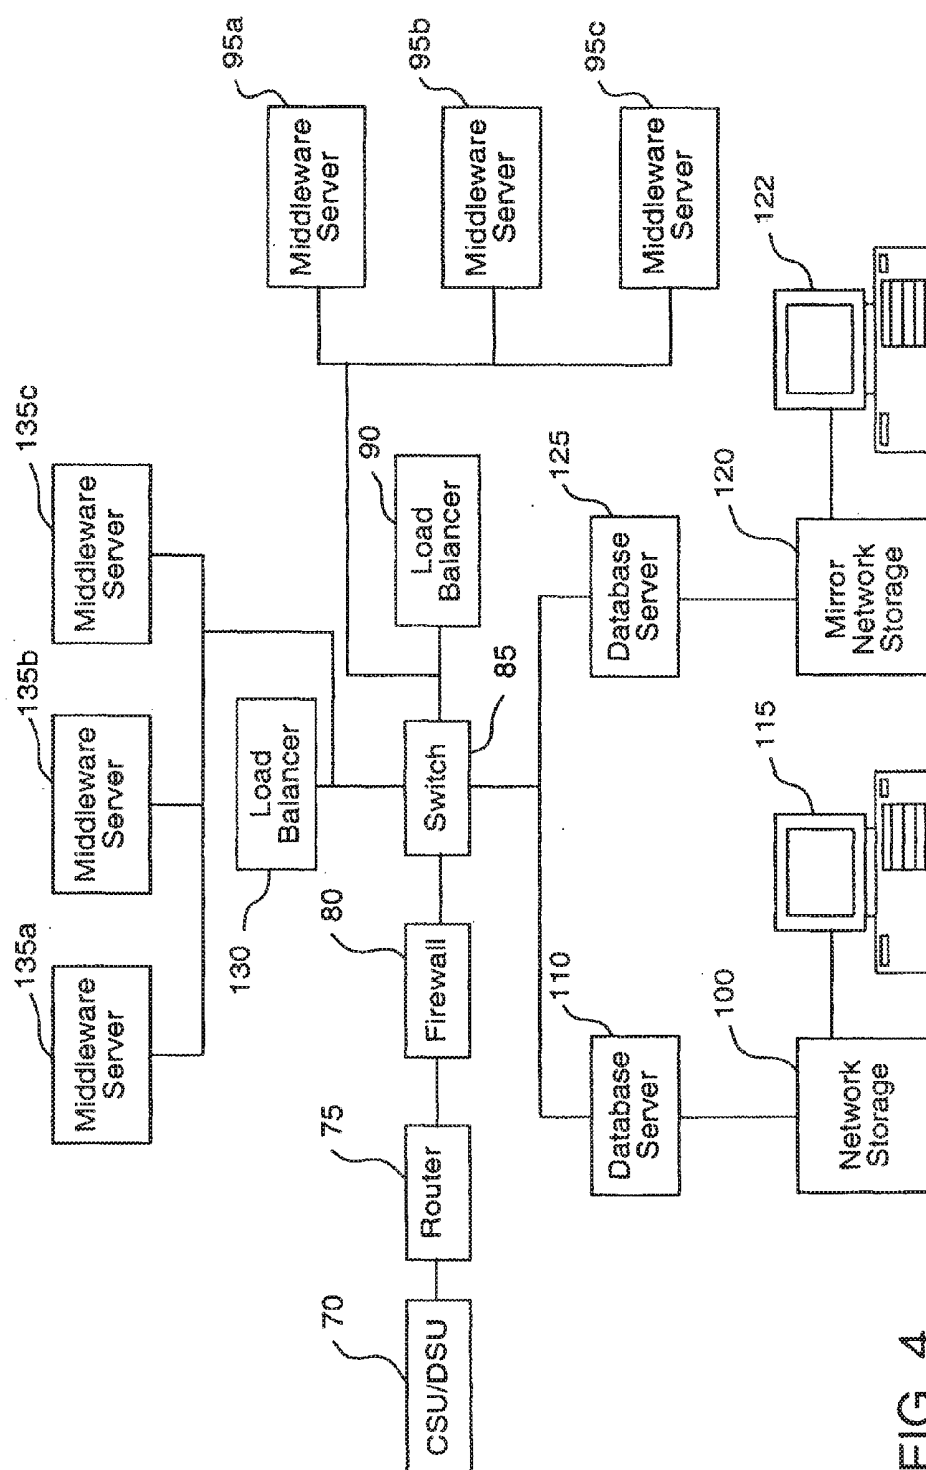 135a
135b
135c
Middleware
Server
Middleware
Server
Middleware
Server
130
Load
Balancer
95a
Middleware
Server
70
75
80
90
CSU/DSU
Router
Firewall
Switch
85
Load
Balancer
95b
Middleware
Server
95c
Middleware
Server
110
Database
Server
125
Database
Server
100
Network
Storage
115
120
Mirror
Network
Storage
122
FIG. 4